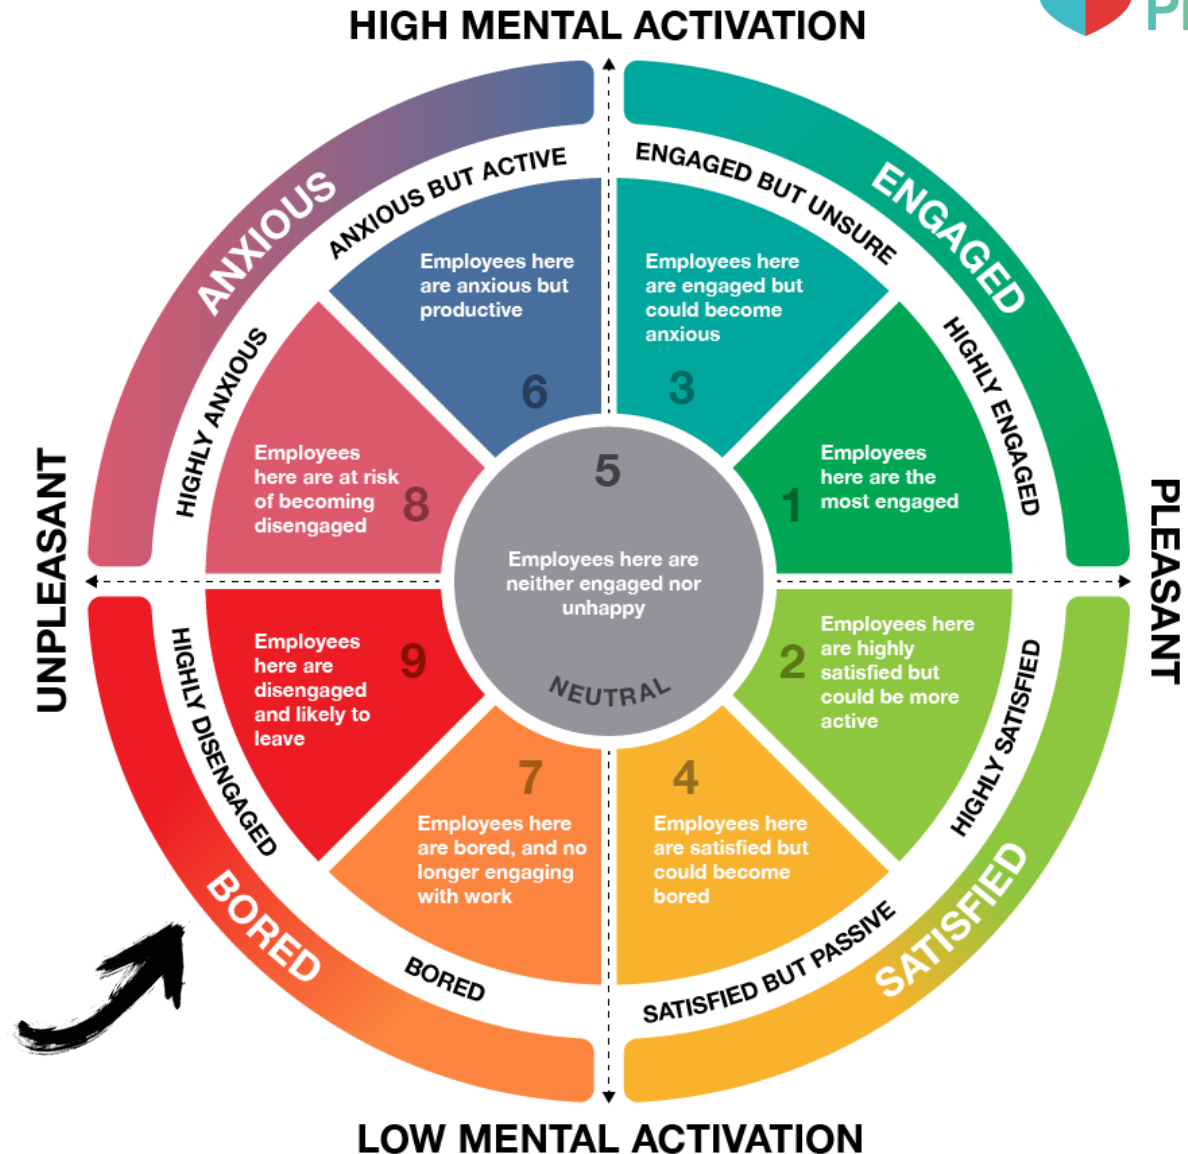 HIGH MENTAL ACTIVATION
ANXIOUS
ENGAGED
ANXIOUS BUT ACTIVE
ENGAGED BUT UNSURE
Employees here
are anxious but
productive
6
Employees here
are engaged but
could become
anxious
3
HIGHLY ANXIOUS
Employees
here are at risk
of becoming
disengaged
8
HIGHLY ENGAGED
Employees
here are the
most engaged
1
5
Employees here are
neither engaged nor
unhappy
NEUTRAL
UNPLEASANT
PLEASANT
HIGHLY DISENGAGED
Employees
here are
disengaged
and likely to
leave
9
HIGHLY SATISFIED
Employees here
are highly
satisfied but
could be more
active
2
7
Employees here
are bored, and no
longer engaging
with work
4
Employees here
are satisfied but
could become
bored
BORED
SATISFIED BUT PASSIVE
BORED
SATISFIED
LOW MENTAL ACTIVATION